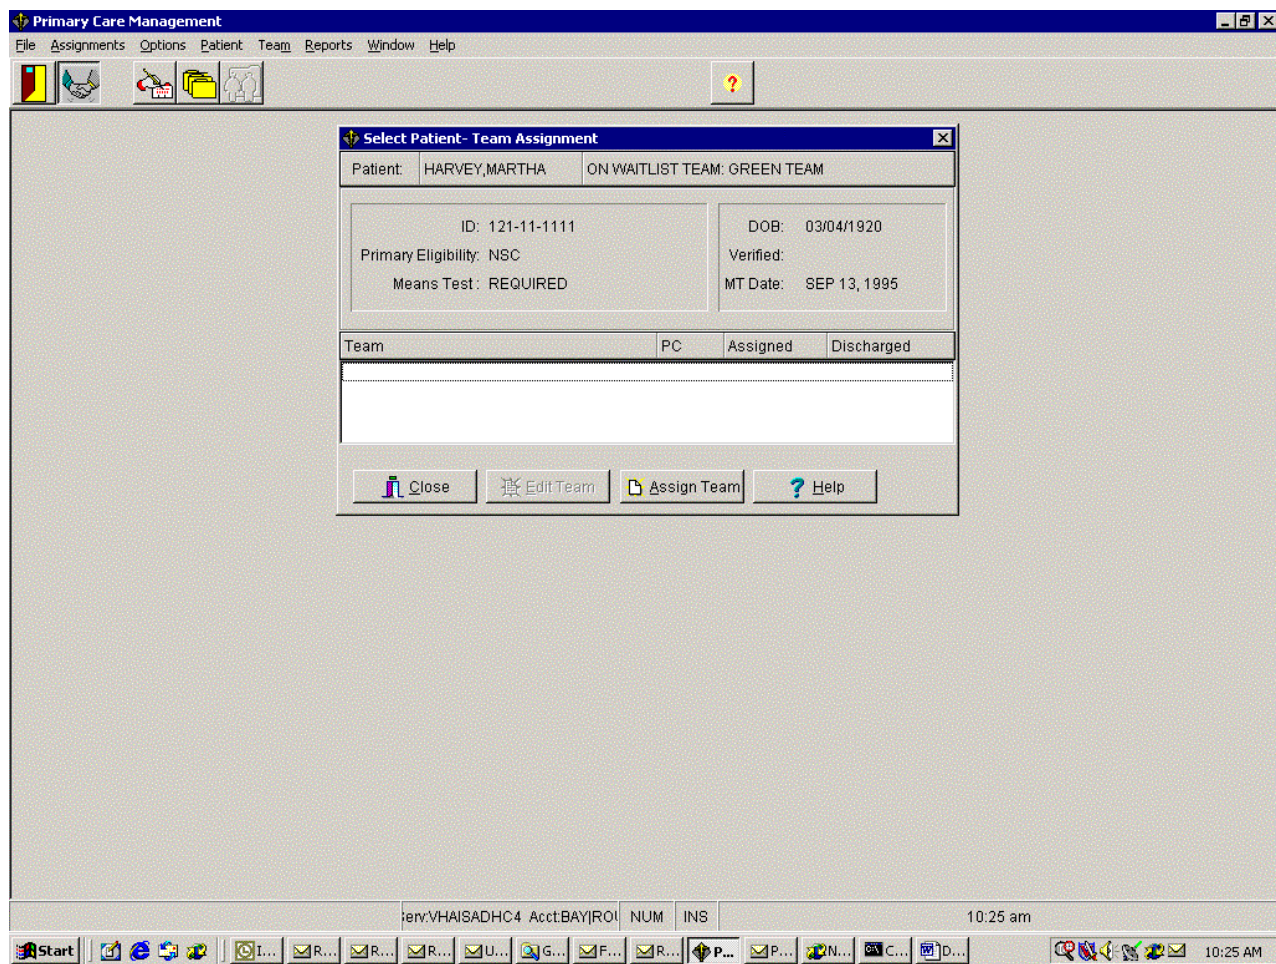 Primary Care Management
File Assignments Options Patient Team Reports Window Help
?
Select Patient- Team Assignment
Patient: HARVEY,MARTHA ON WAITLIST TEAM: GREEN TEAM
ID: 121-11-1111 DOB: 03/04/1920
Primary Eligibility: NSC Verified:
Means Test: REQUIRED MT Date: SEP 13, 1995
Team PC Assigned Discharged
Close Edit Team Assign Team ? Help
Serv:VHAISADHC4 Acct:BAY|ROU NUM INS 10:25 am
Start I... R... R... R... U... G... F... R... P... P... N... C... D... 10:25 AM